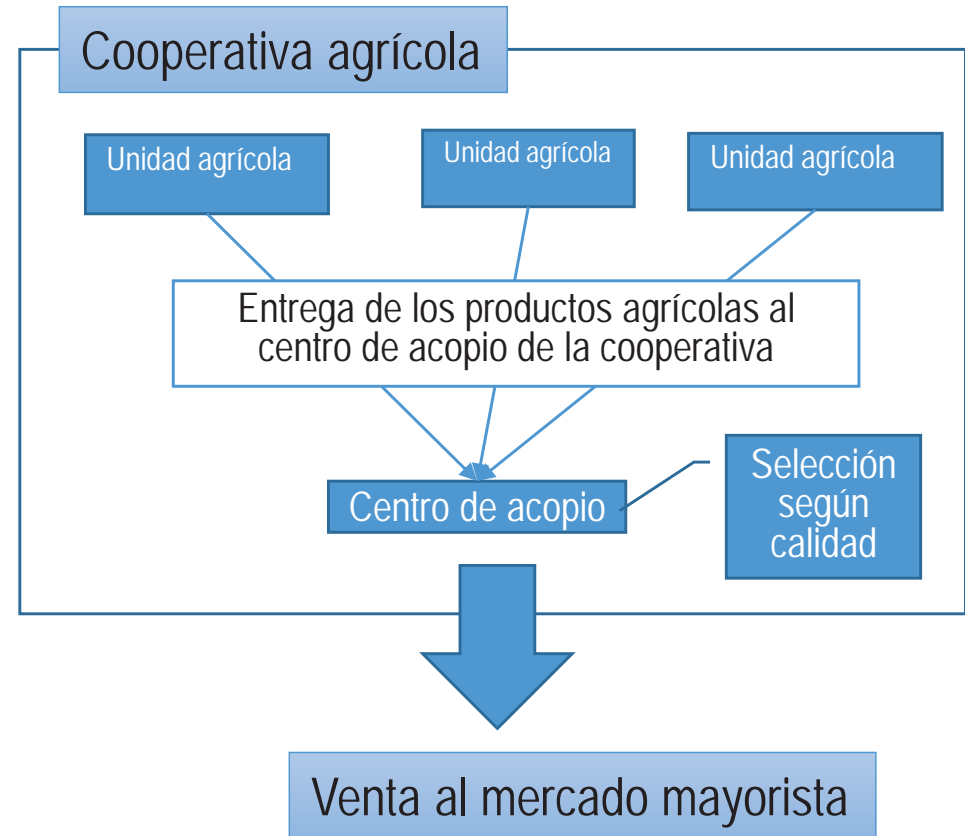 Cooperativa agrícola
Unidad agrícola
Unidad agrícola
Unidad agrícola
Entrega de los productos agrícolas al
centro de acopio de la cooperativa
Centro de acopio
Selección
según
calidad
Venta al mercado mayorista